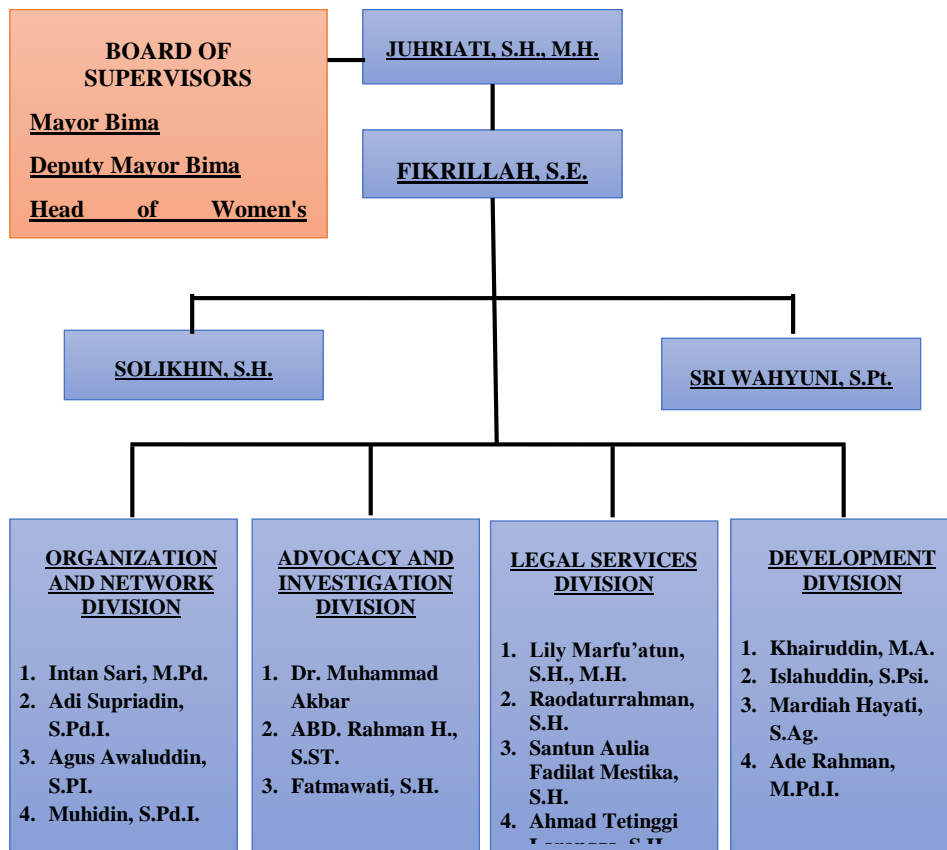 BOARD OF
SUPERVISORS
Mayor Bima
Deputy Mayor Bima
Head of Women's
JUHRIATI, S.H., M.H.
FIKRILLAH, S.E.
SOLIKHIN, S.H.
SRI WAHYUNI, S.Pt.
ORGANIZATION
AND NETWORK
DIVISION
1. Intan Sari, M.Pd.
2. Adi Supriadin,
S.Pd.I.
3. Agus Awaluddin,
S.PI.
4. Muhidin, S.Pd.I.
ADVOCACY AND
INVESTIGATION
DIVISION
1. Dr. Muhammad
Akbar
2. ABD. Rahman H.,
S.ST.
3. Fatmawati, S.H.
LEGAL SERVICES
DIVISION
1. Lily Marfu’atun,
S.H., M.H.
2. Raodaturrahman,
S.H.
3. Santun Aulia
Fadilat Mestika,
S.H.
4. Ahmad Tetinggi
DEVELOPMENT
DIVISION
1. Khairuddin, M.A.
2. Islahuddin, S.Psi.
3. Mardiah Hayati,
S.Ag.
4. Ade Rahman,
M.Pd.I.